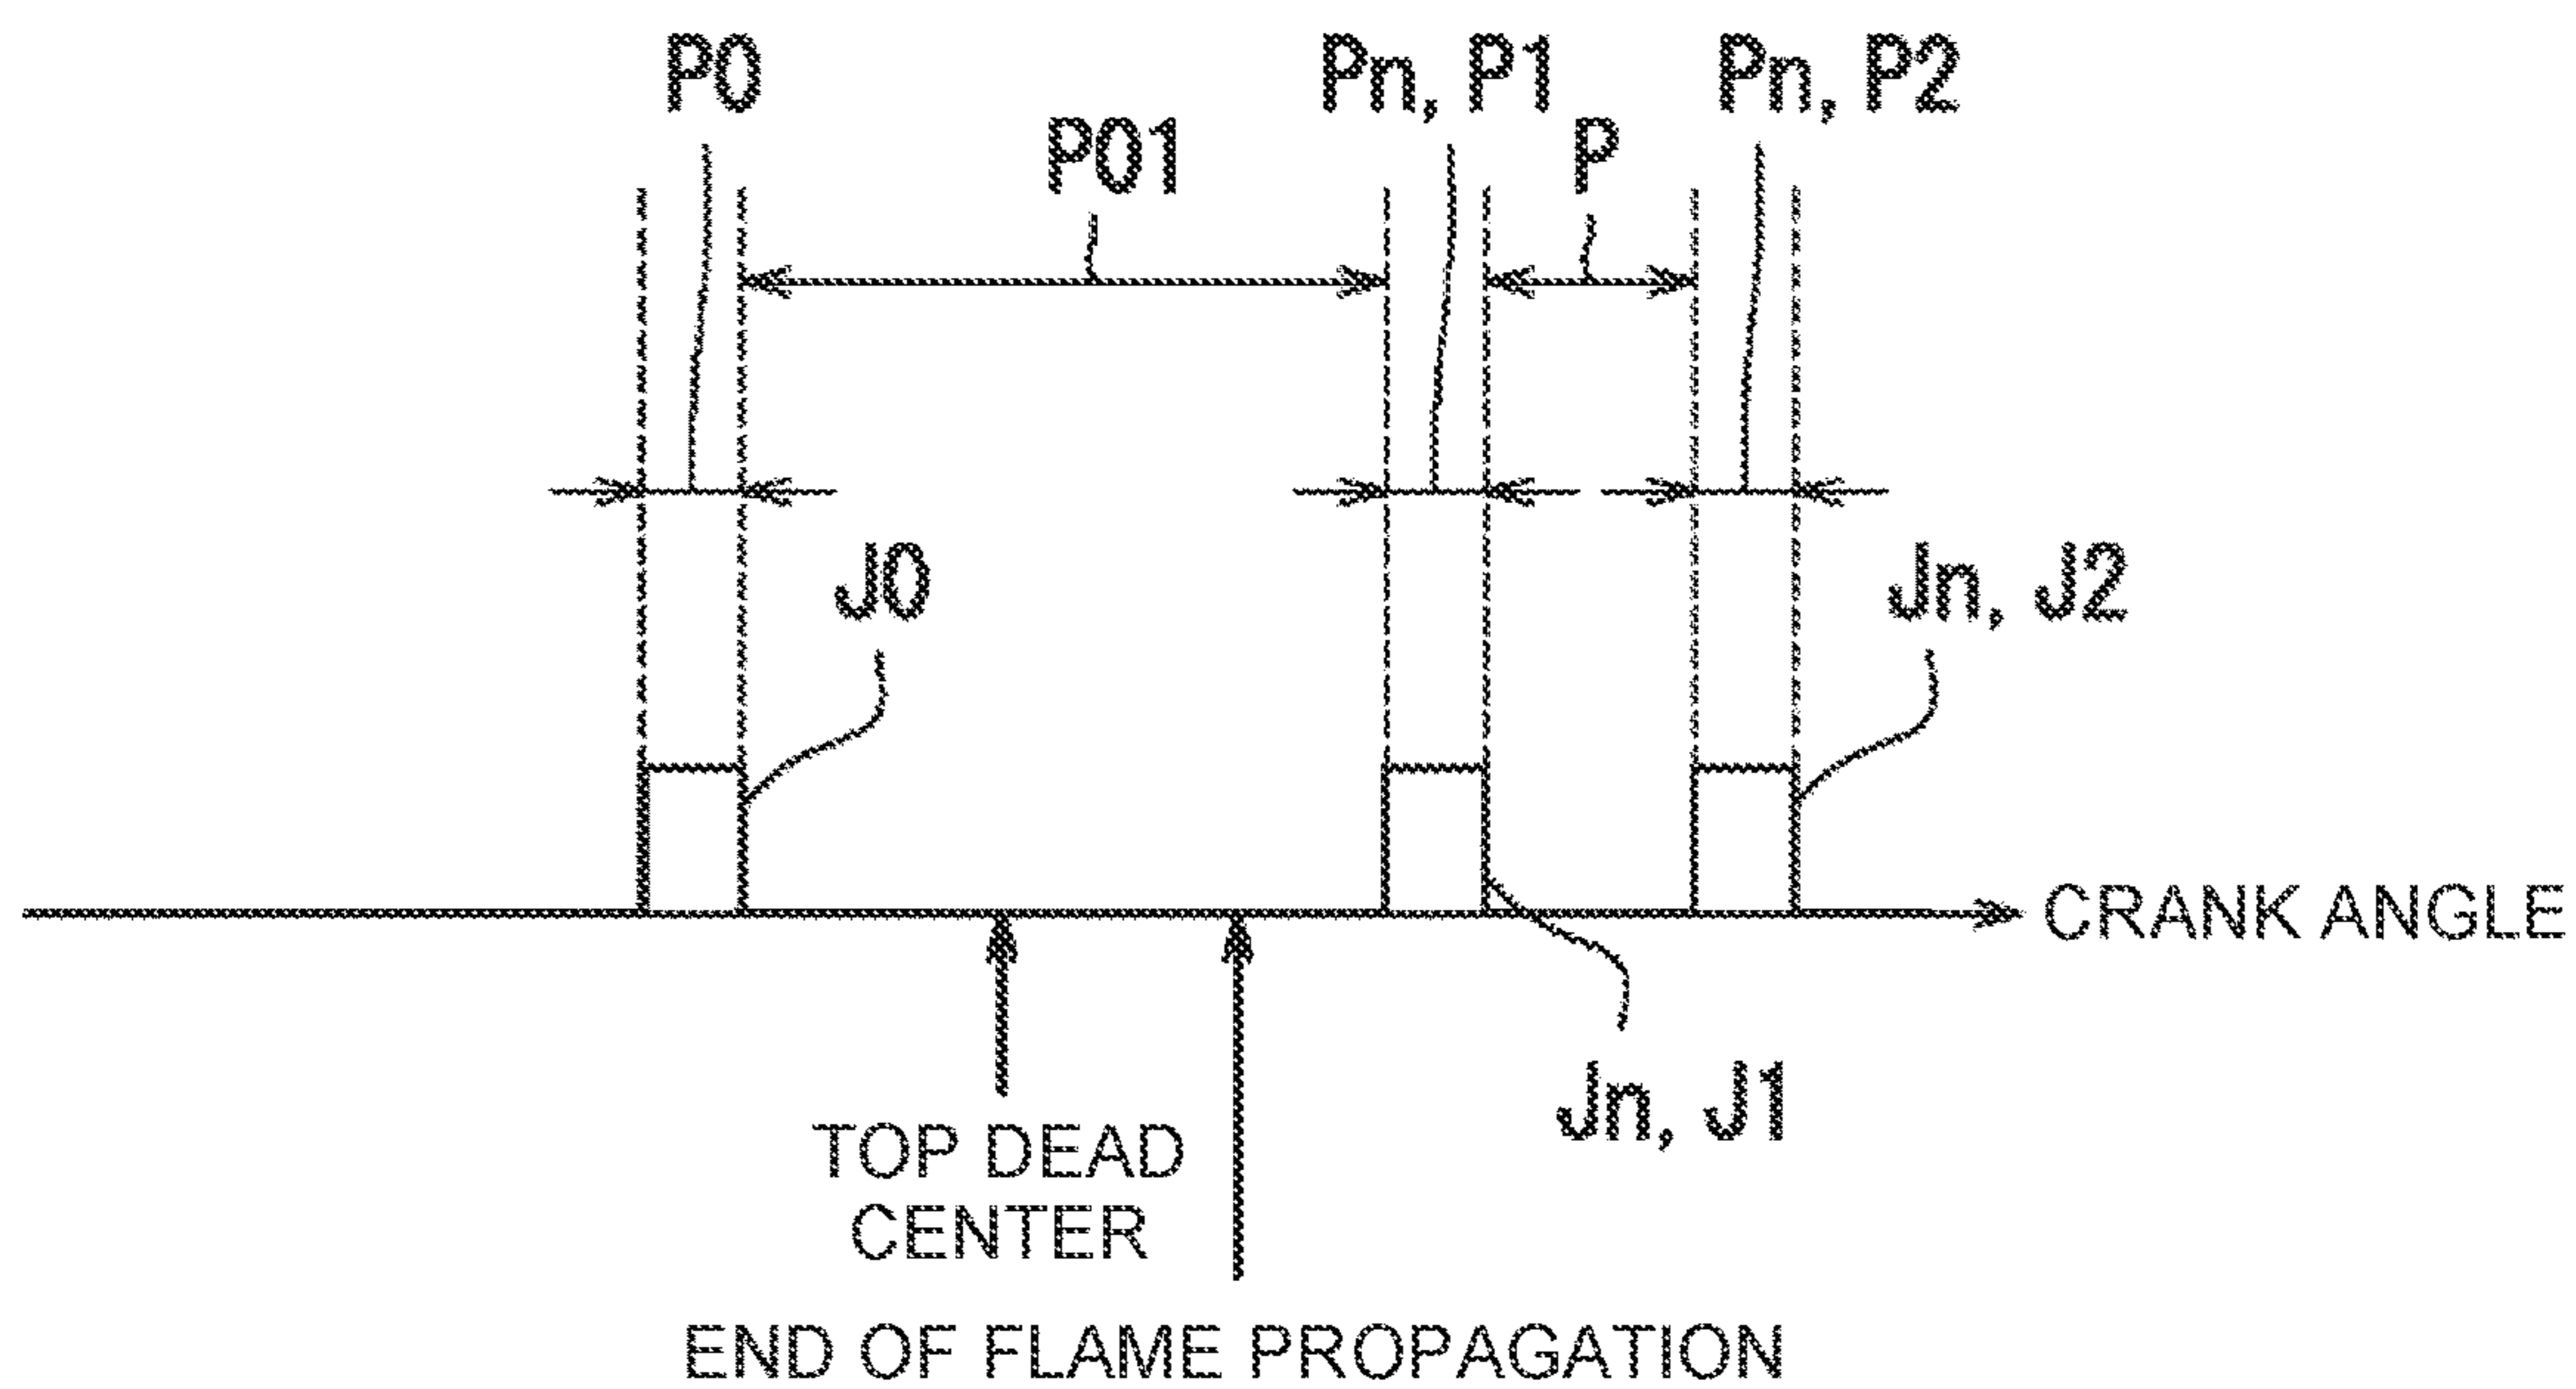 P0
Pn, P1
Pn, P2
P01
P
J0
Jn, J2
CRANK ANGLE
Jn, J1
TOP DEAD
CENTER
END OF FLAME PROPAGATION